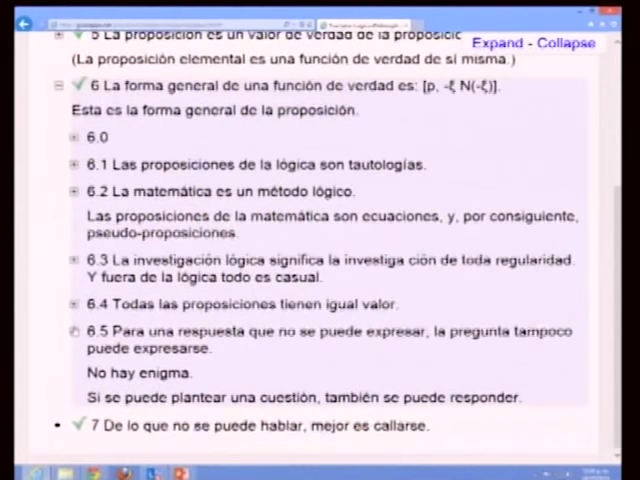 5 La proposición es un valor de verdad de la
Expand - Collapse
(La proposición elemental es una función de verdad de sí misma.)
6 La forma general de una función de verdad es: [p, -ξ N(-ξ)].
Esta es la forma general de la proposición.
6.0
6.1 Las proposiciones de la lógica son tautologías.
6.2 La matemática es un método lógico.
Las proposiciones de la matemática son ecuaciones, y, por consiguiente,
pseudo-proposiciones.
6.3 La investigación lógica significa la investiga ción de toda regularidad.
Y fuera de la lógica todo es casual.
6.4 Todas las proposiciones tienen igual valor.
6.5 Para una respuesta que no se puede expresar, la pregunta tampoco
puede expresarse.
No hay enigma.
Si se puede plantear una cuestión, también se puede responder.
7 De lo que no se puede hablar, mejor es callarse.